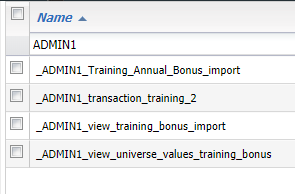 Name
ADMIN1
_ADMIN1_Training_Annual_Bonus_import
_ADMIN1_transaction_training_2
_ADMIN1_view_training_bonus_import
_ADMIN1_view_universe_values_training_bonus